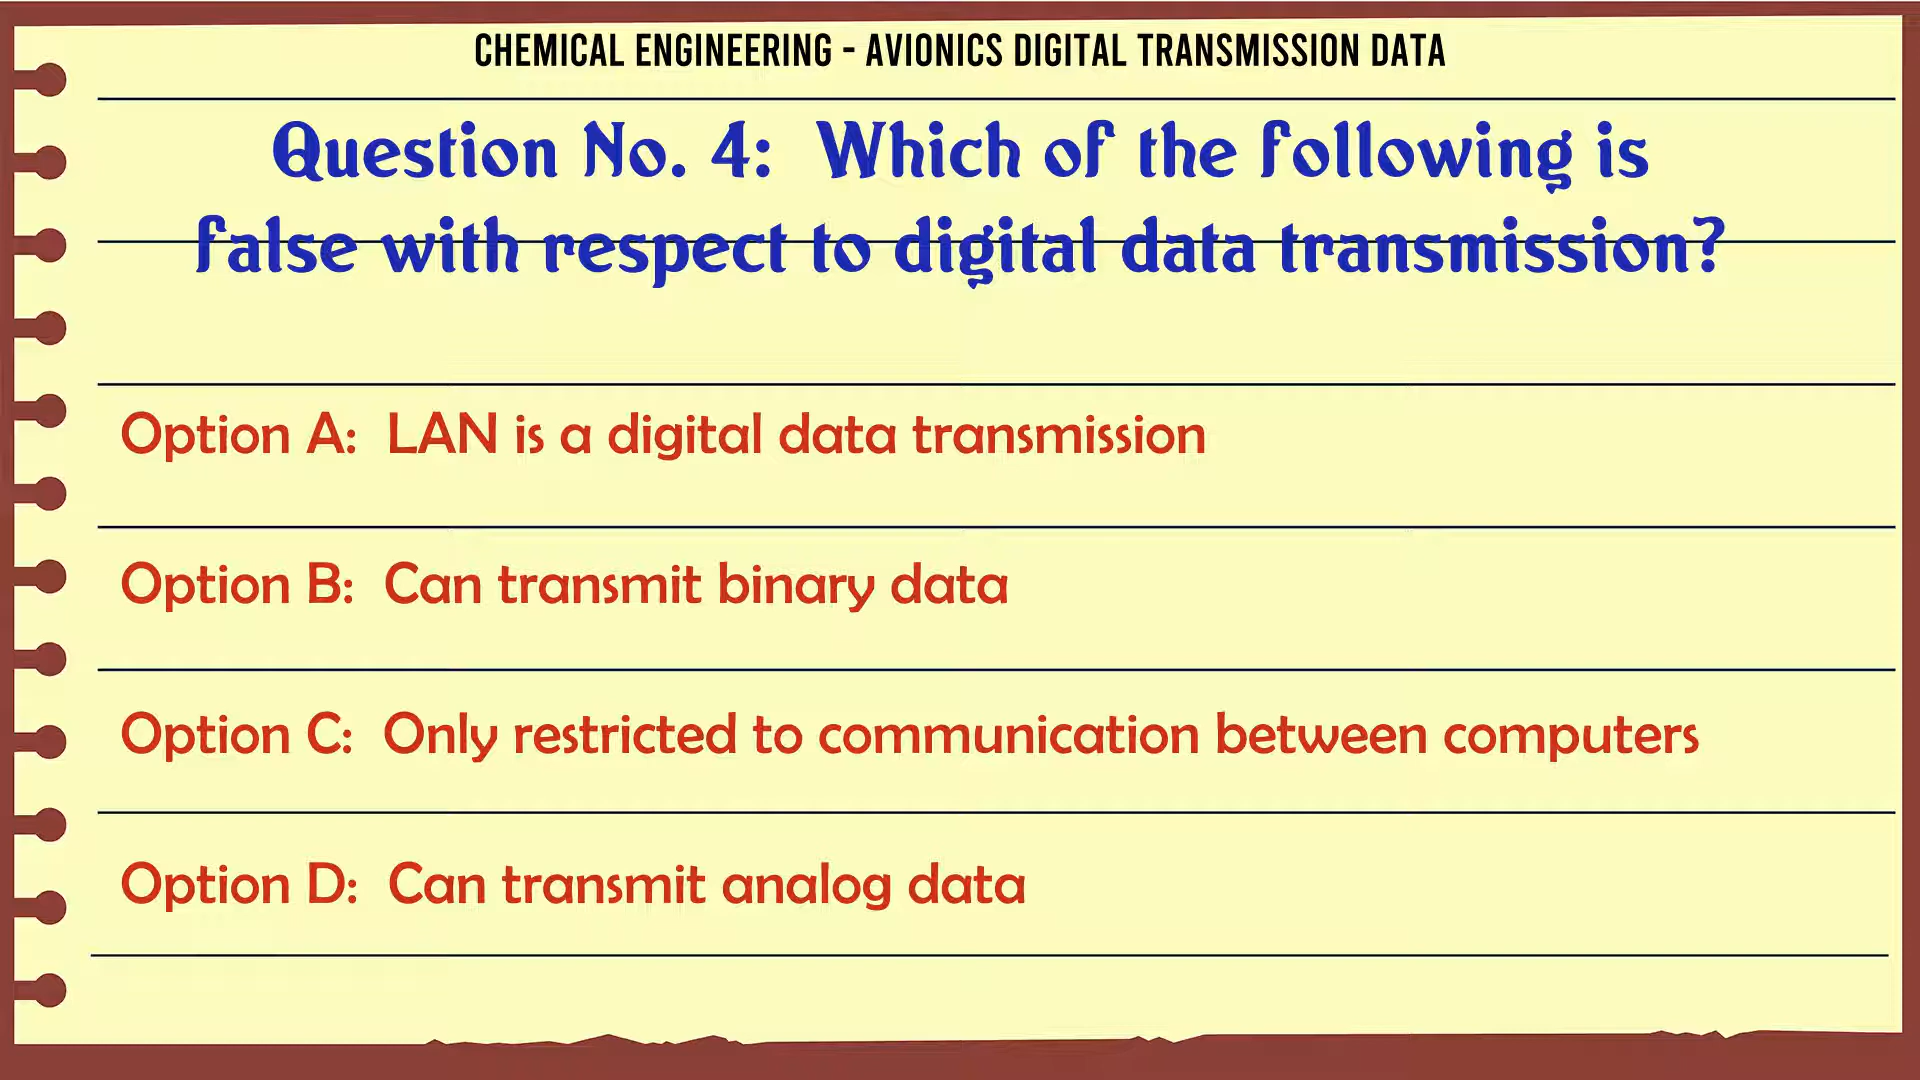 CHEMICAL ENGINEERING - AVIONICS DIGITAL TRANSMISSION DATA
Question No. 4: Which of the following is
false with respect to digital data transmission?
Option A: LAN is a digital data transmission
Option B: Can transmit binary data
Option C: Only restricted to communication between computers
Option D: Can transmit analog data